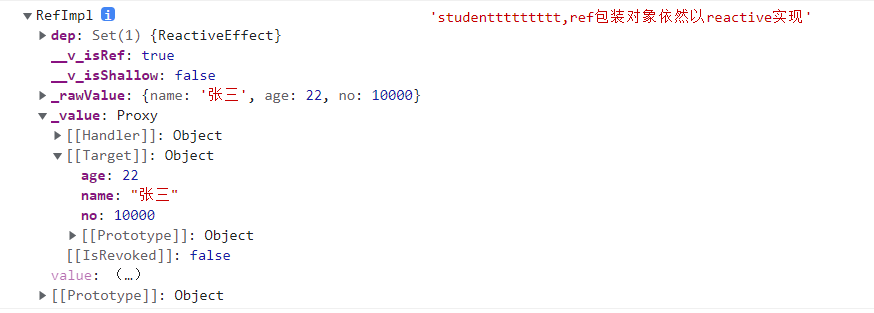 RefImpl i 'studentttttttttt,ref包装对象依然以reactive实现'
dep: Set(1) {ReactiveEffect}
__v_isRef: true
__v_isShallow: false
_rawValue: {name: '张三', age: 22, no: 10000}
_value: Proxy
[[Handler]]: Object
[[Target]]: Object
age: 22
name: "张三"
no: 10000
[[Prototype]]: Object
[[IsRevoked]]: false
value: (…)
[[Prototype]]: Object